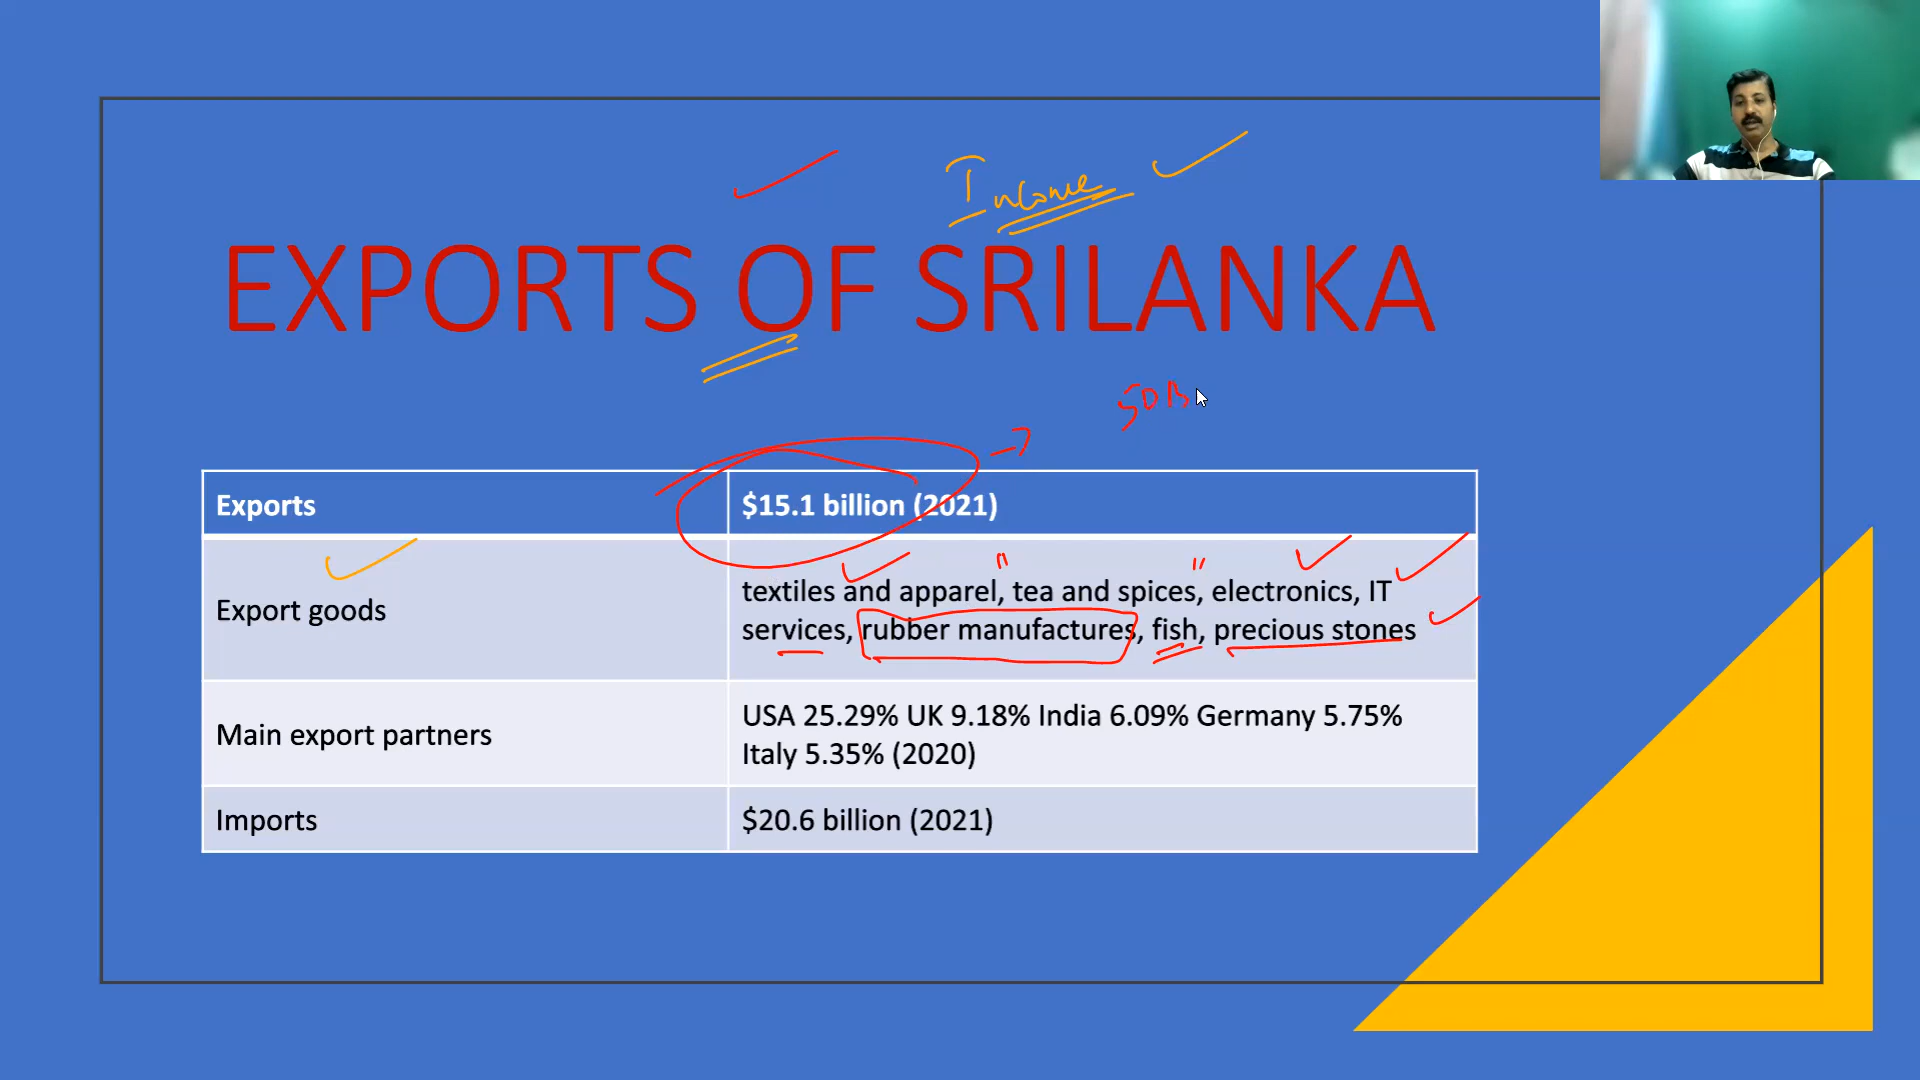 Income
EXPORTS OF SRILANKA
50B
Exports
$15.1 billion (2021)
Export goods
textiles and apparel, tea and spices, electronics, IT
services, rubber manufactures, fish, precious stones
Main export partners
USA 25.29% UK 9.18% India 6.09% Germany 5.75%
Italy 5.35% (2020)
Imports
$20.6 billion (2021)